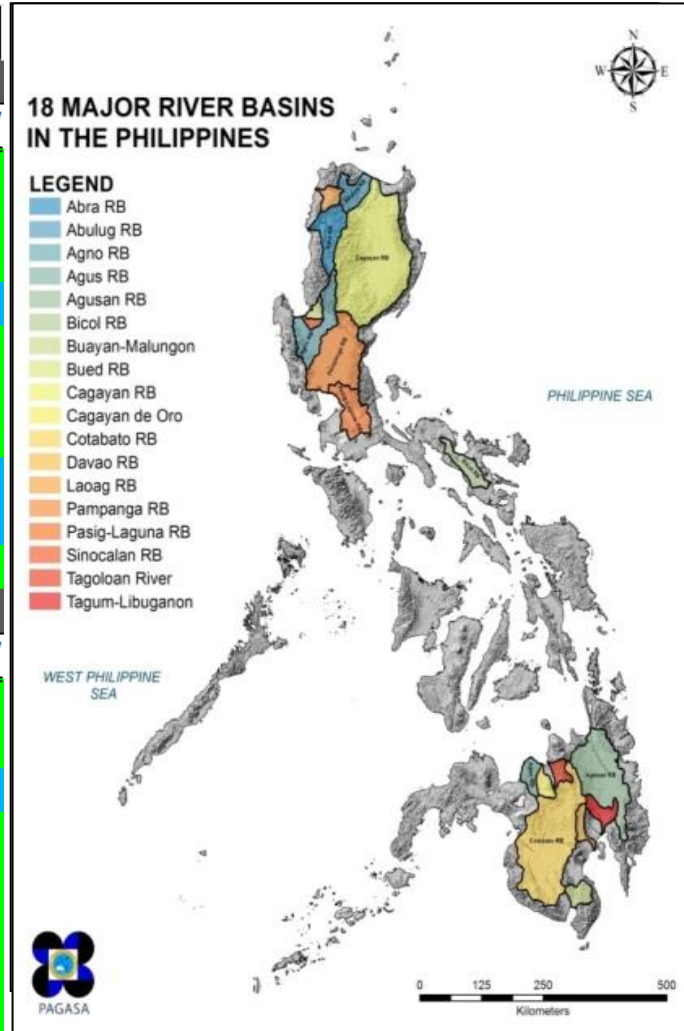 18 MAJOR RIVER BASINS
IN THE PHILIPPINES
N
W
E
S
LEGEND
Abra RB
Abulug RB
Agno RB
Agus RB
Agusan RB
Bicol RB
Buayan-Malungon
Bued RB
Cagayan RB
Cagayan de Oro
Cotabato RB
Davao RB
Laoag RB
Pampanga RB
Pasig-Laguna RB
Sinocalan RB
Tagoloan River
Tagum-Libuganon
Cagayan RB
PHILIPPINE SEA
WEST PHILIPPINE
SEA
Agusan RB
Cotabato RB
PAGASA
0 125 250 500
Kilometers